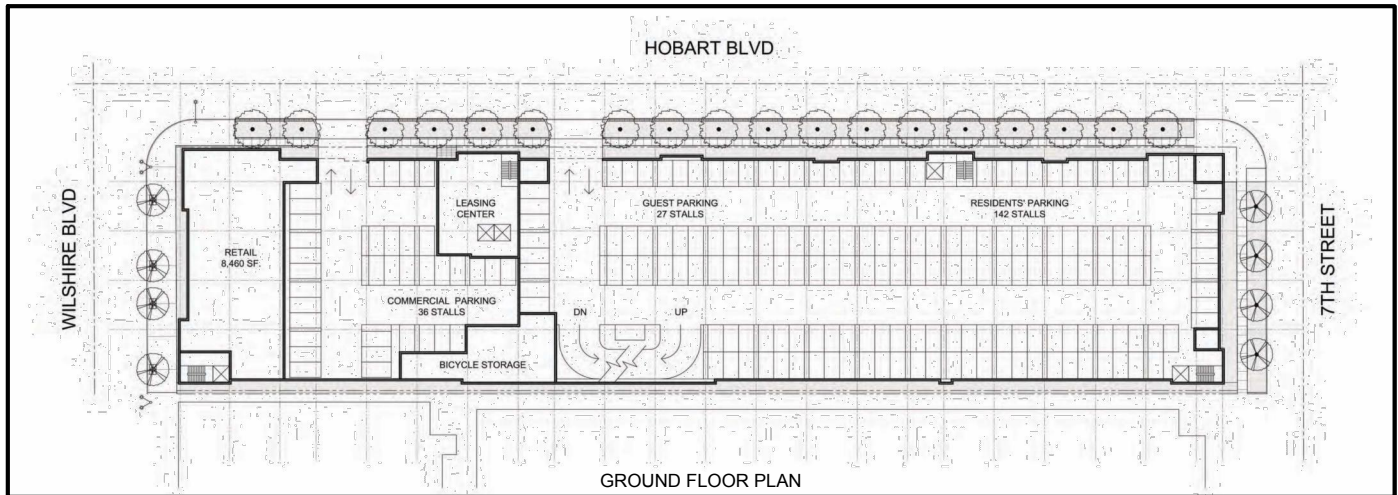 HOBART BLVD
WILSHIRE BLVD
7TH STREET
LEASING
CENTER
GUEST PARKING
27 STALLS
RESIDENTS' PARKING
142 STALLS
RETAIL
8,460 SF.
COMMERCIAL PARKING
36 STALLS
DN
UP
BICYCLE STORAGE
GROUND FLOOR PLAN